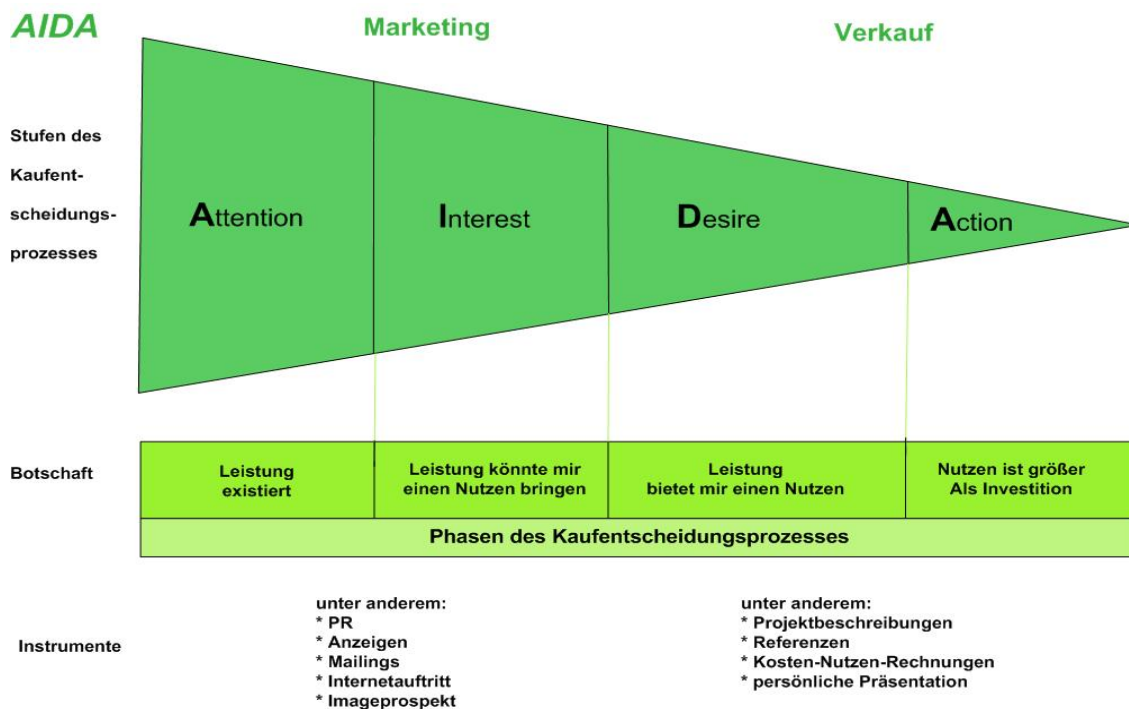 AIDA
Marketing
Verkauf
Stufen des
Kaufent-
scheidungs-
prozesses
Attention
Interest
Desire
Action
Botschaft
Leistung
existiert
Leistung könnte mir
einen Nutzen bringen
Leistung
bietet mir einen Nutzen
Nutzen ist größer
Als Investition
Phasen des Kaufentscheidungsprozesses
Instrumente
unter anderem:
* PR
* Anzeigen
* Mailings
* Internetauftritt
* Imageprospekt
unter anderem:
* Projektbeschreibungen
* Referenzen
* Kosten-Nutzen-Rechnungen
* persönliche Präsentation